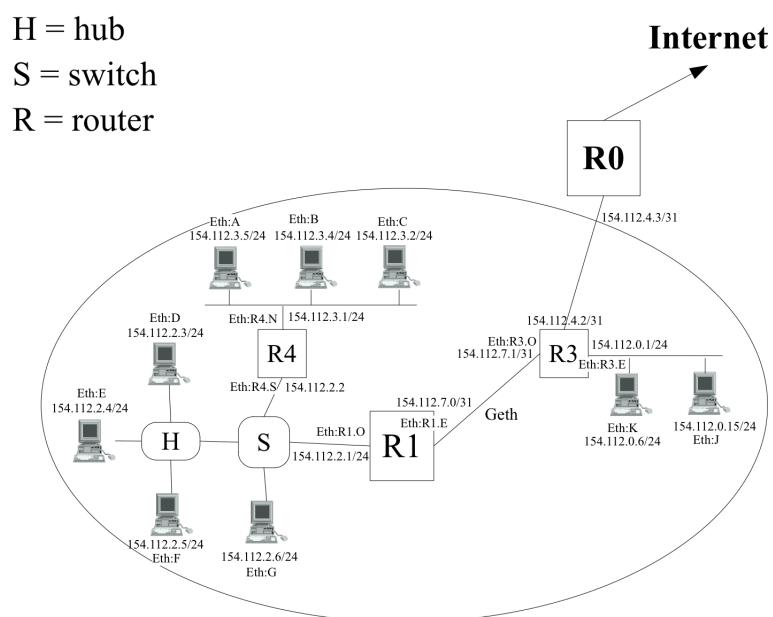 H = hub
S = switch
R = router
Internet
R0
154.112.4.3/31
Eth:A
154.112.3.5/24
Eth:B
154.112.3.4/24
Eth:C
154.112.3.2/24
Eth:D
154.112.2.3/24
Eth:R4.N
154.112.3.1/24
R4
Eth:R4.S
154.112.2.2
154.112.4.2/31
Eth:R3.O
154.112.7.1/31
R3
154.112.0.1/24
Eth:R3.E
Eth:E
154.112.2.4/24
H
S
Eth:R1.O
154.112.2.1/24
154.112.7.0/31
Eth:R1.E
R1
Geth
Eth:K
154.112.0.6/24
154.112.0.15/24
Eth:J
154.112.2.5/24
Eth:F
154.112.2.6/24
Eth:G